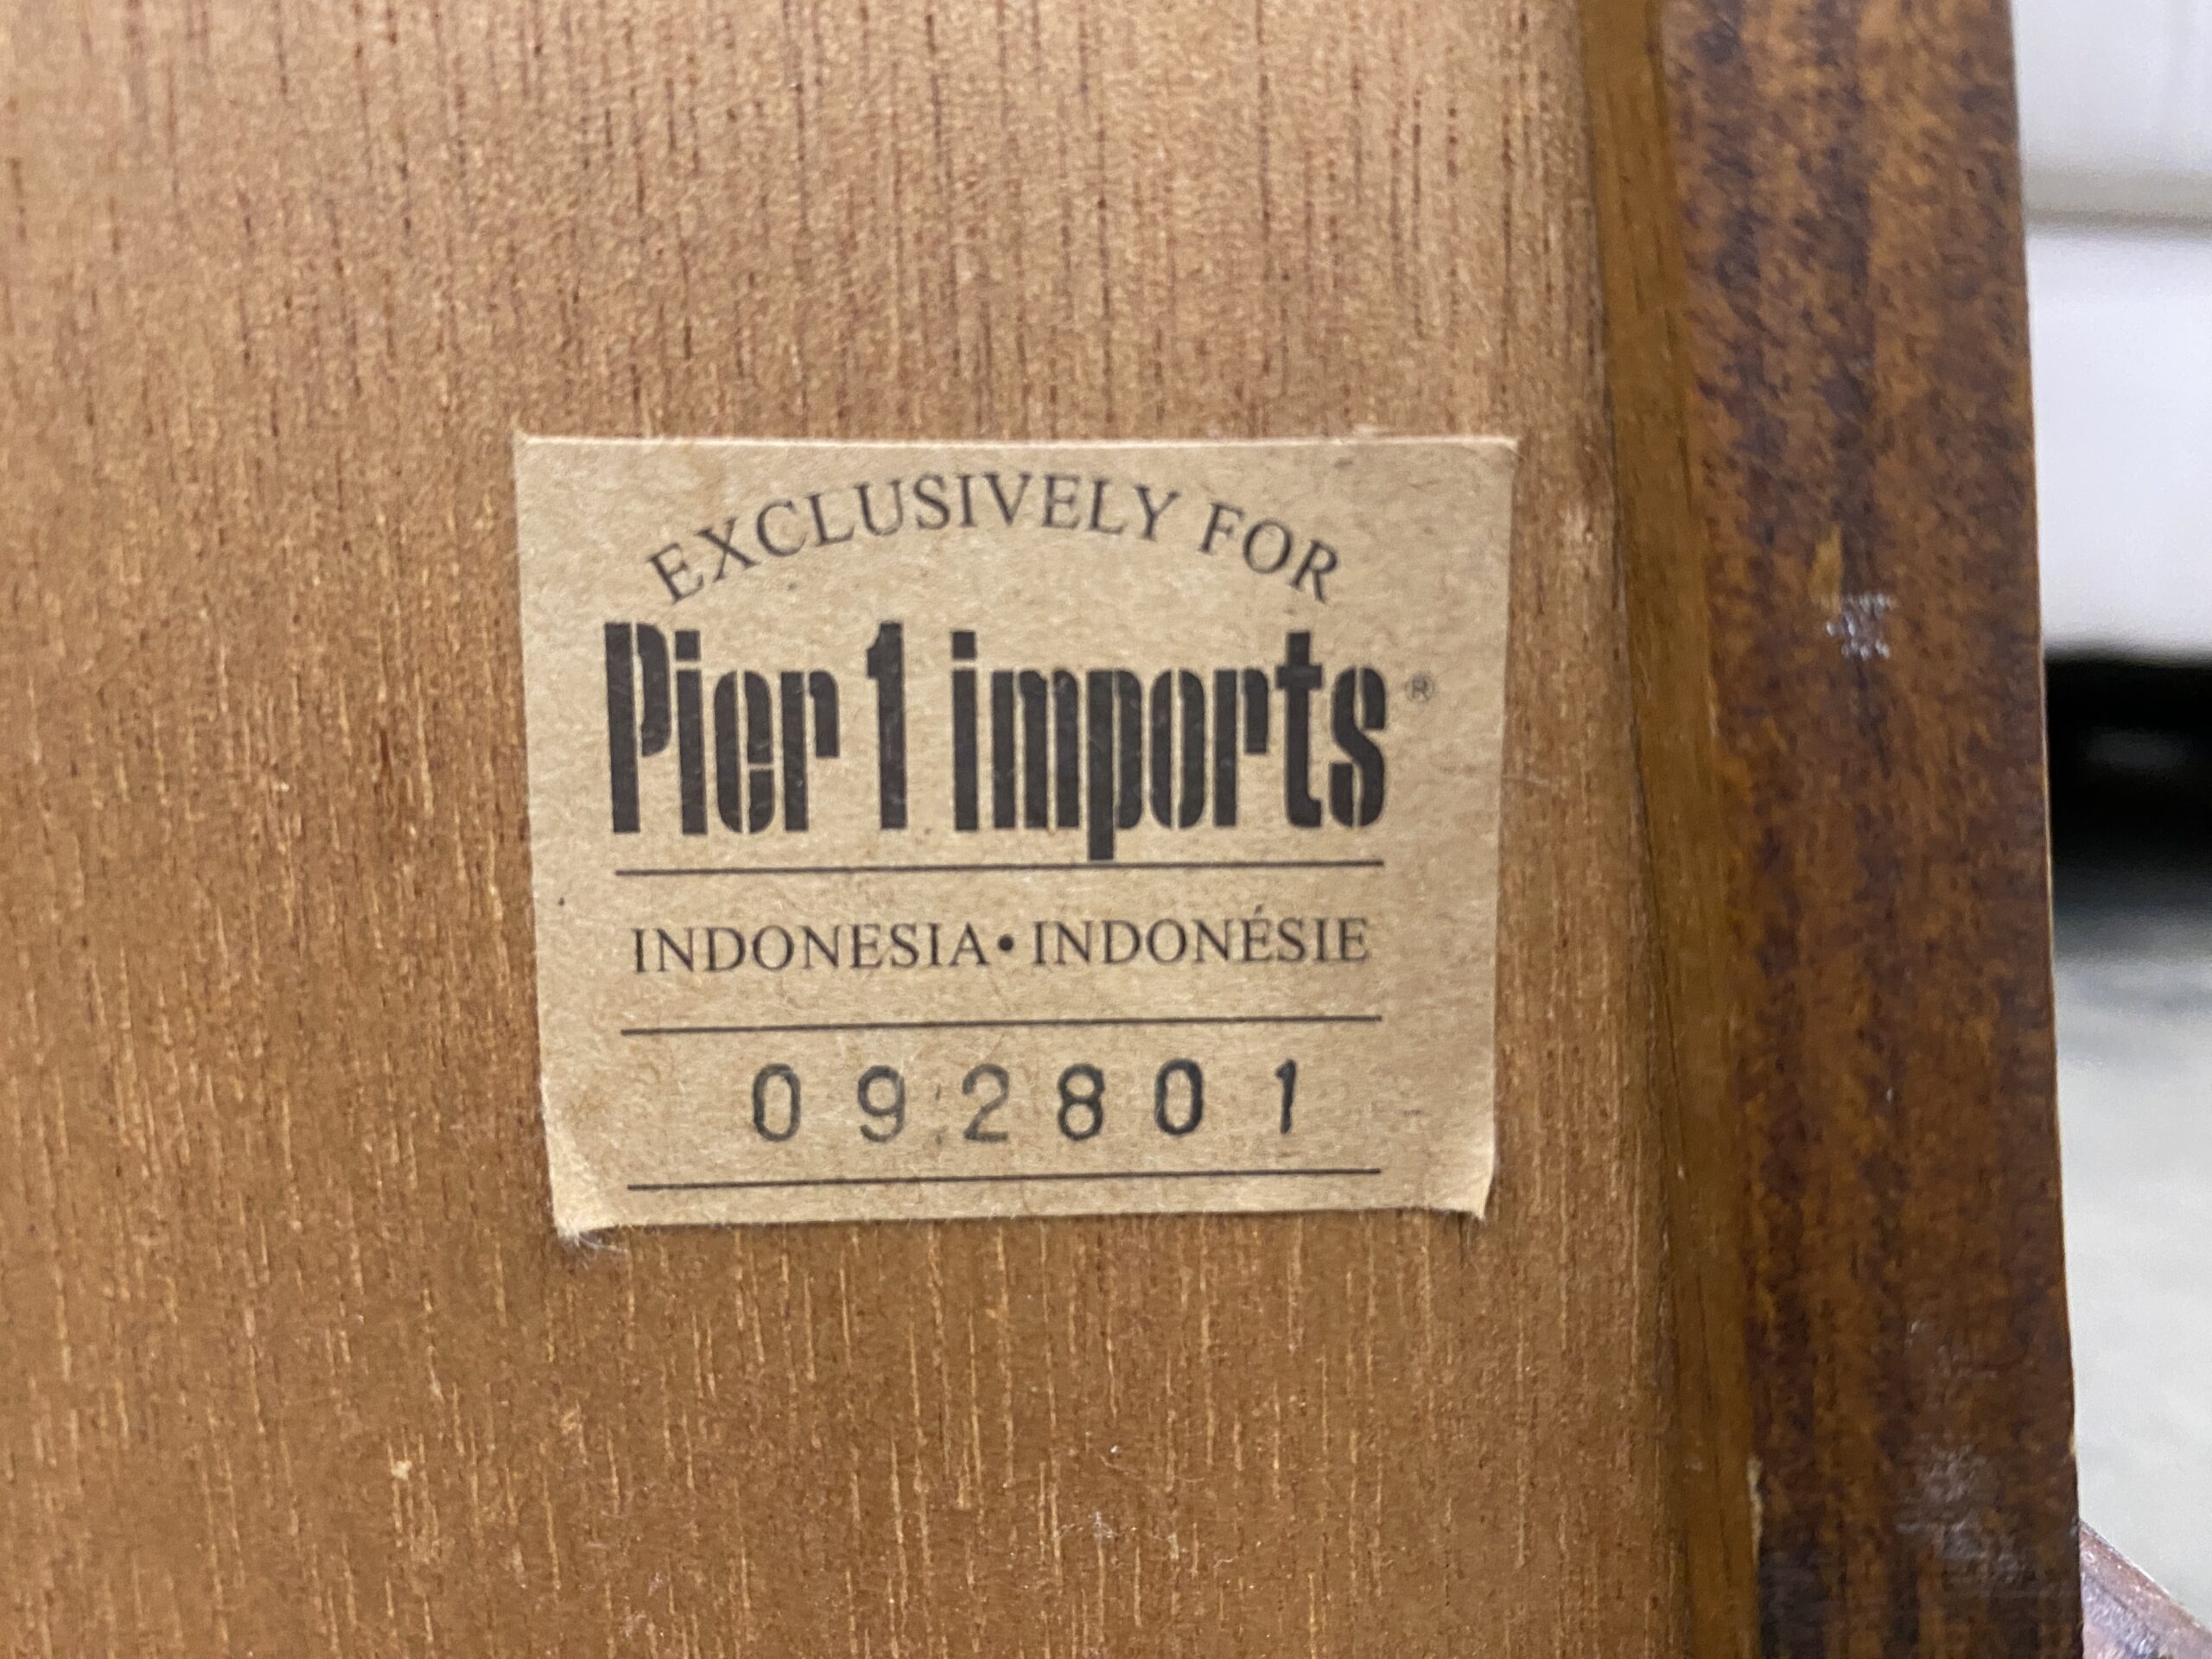 EXCLUSIVELY FOR
Pier 1 imports®
INDONESIA•INDONÉSIE
092801